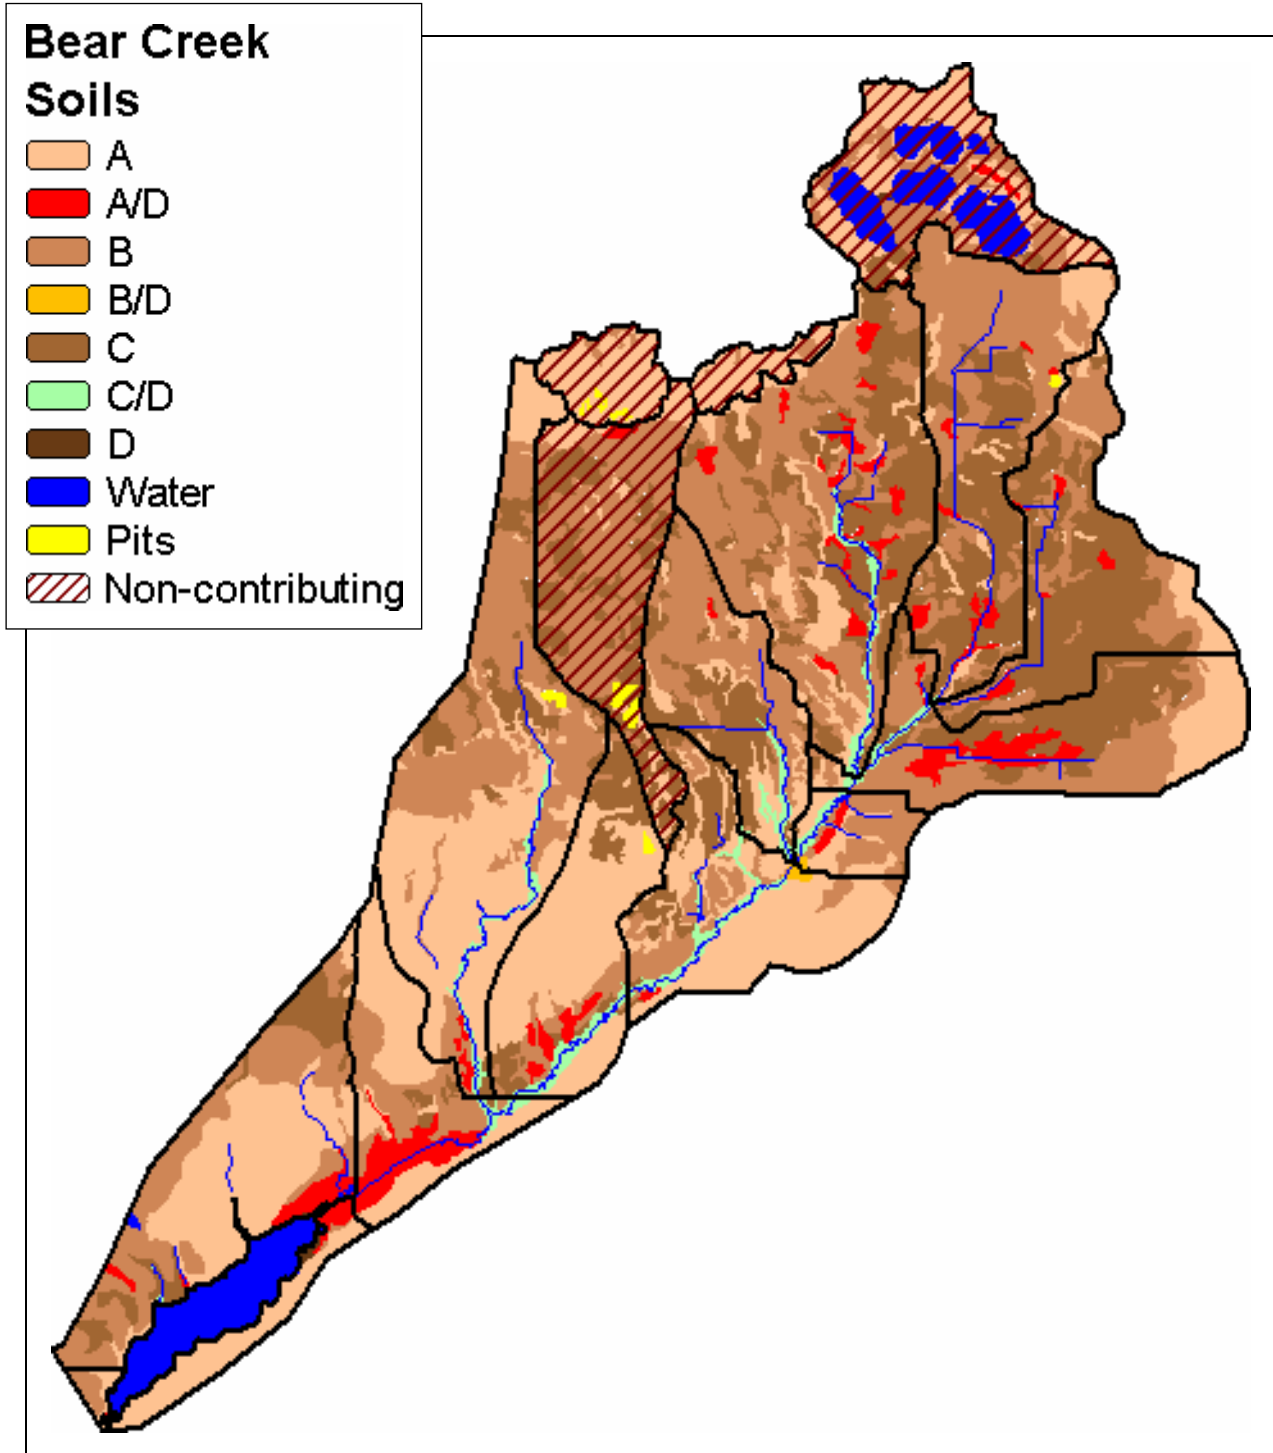 Bear Creek
Soils
A
A/D
B
B/D
C
C/D
D
Water
Pits
Non-contributing